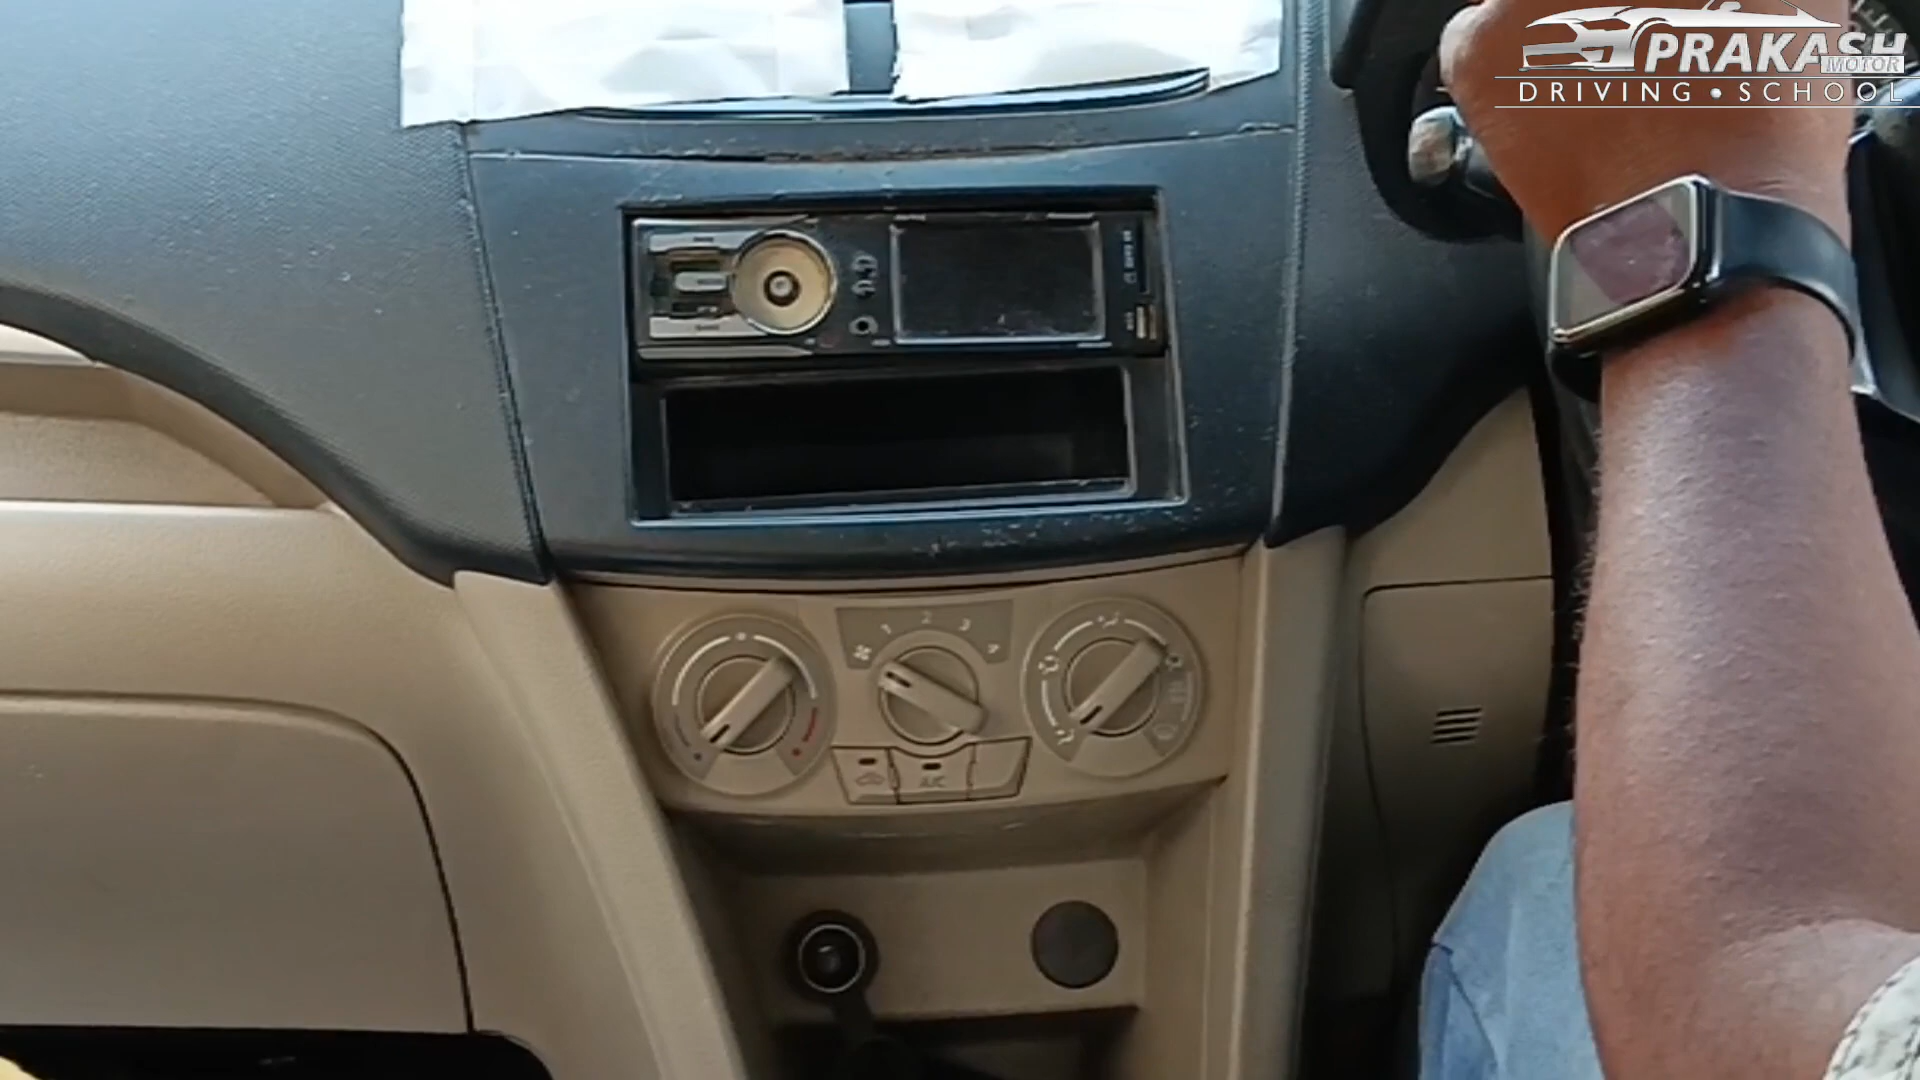 PRAKASH
MOTOR
DRIVING • SCHOOL
1 2 3 4
A/C